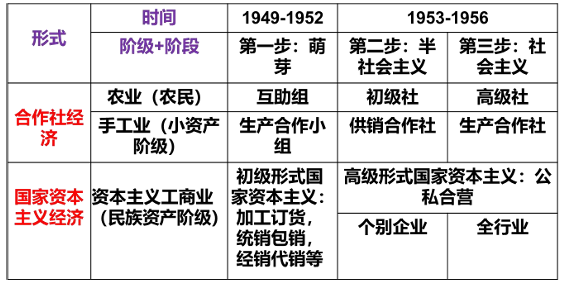 形式
时间
1949-1952
1953-1956
阶级+阶段
第一步：萌
芽
第二步：半
社会主义
第三步：社
会主义
合作社经
济
农业（农民）
互助组
初级社
高级社
手工业（小资产
阶级）
生产合作小
组
供销合作社
生产合作社
国家资本
主义经济
资本主义工商业
（民族资产阶级）
初级形式国
家资本主义：
加工订货，
统销包销，
经销代销等
高级形式国家资本主义：公
私合营
个别企业
全行业